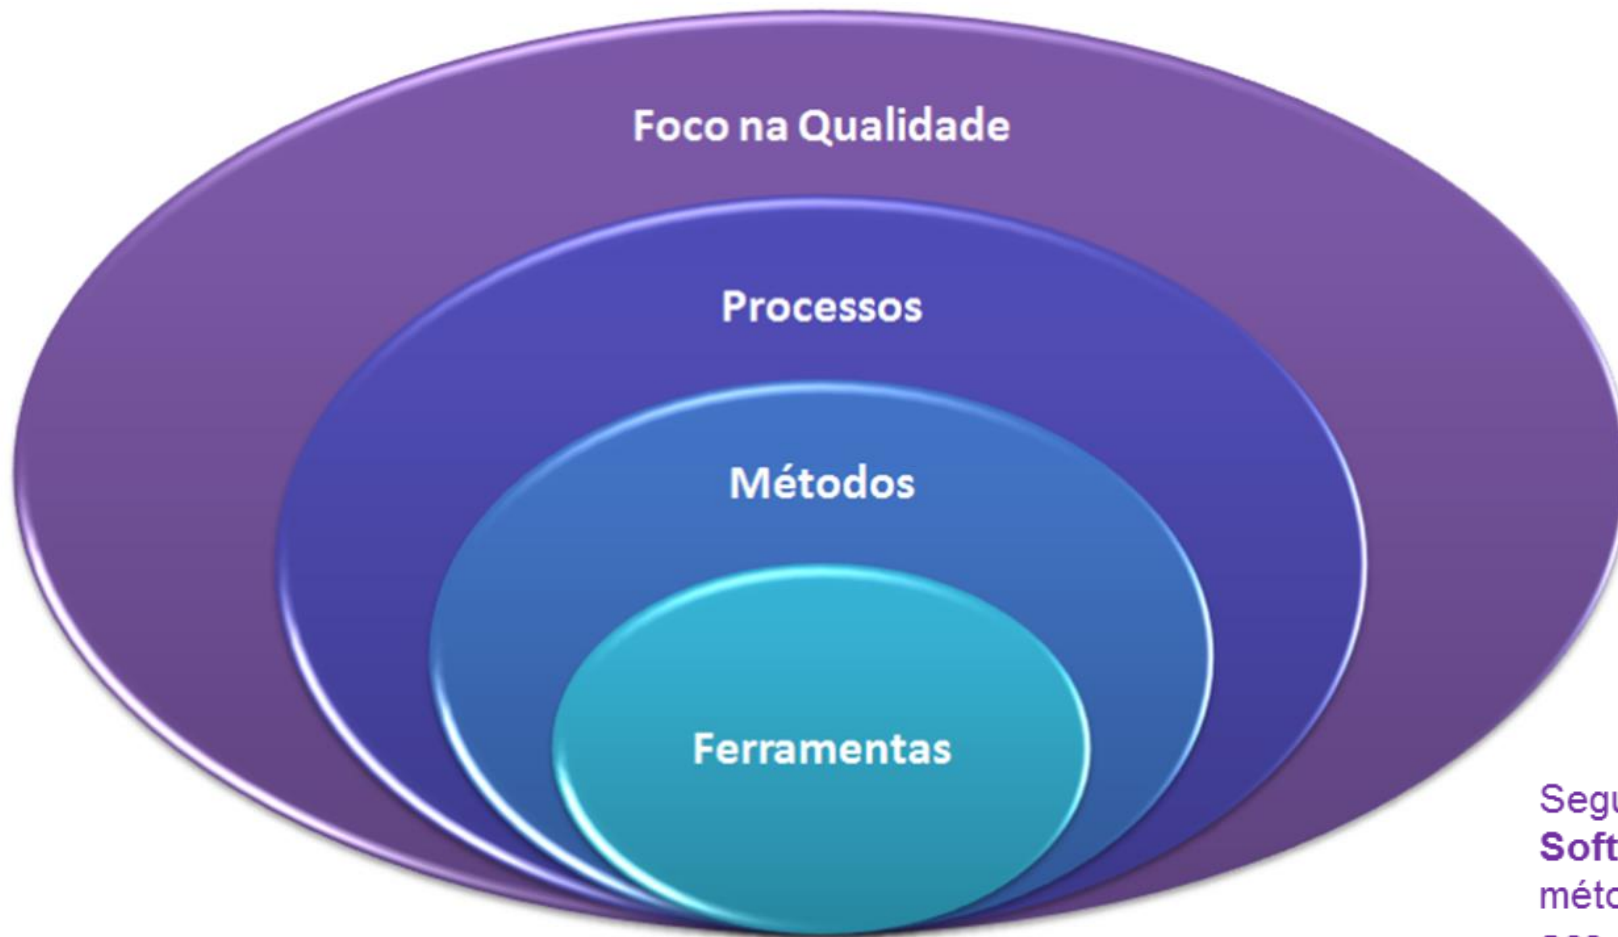 Foco na Qualidade
Processos
Métodos
Ferramentas